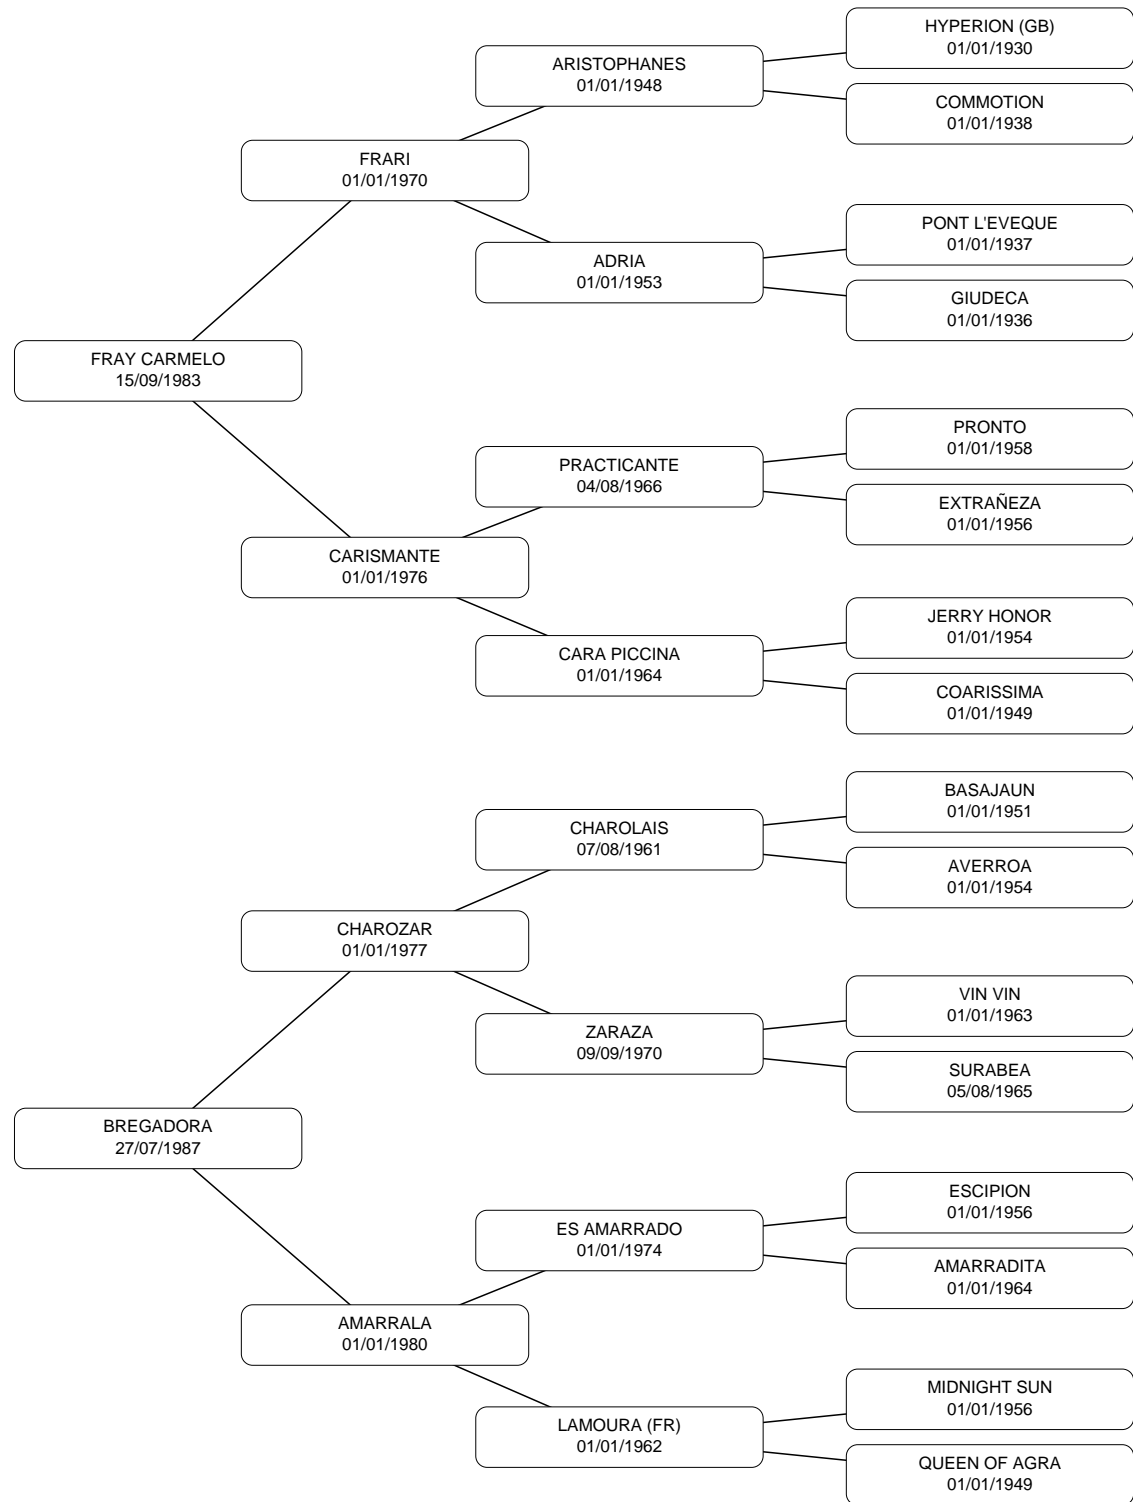 HYPERION (GB)
01/01/1930
ARISTOPHANES
01/01/1948
COMMOTION
01/01/1938
FRARI
01/01/1970
PONT L'EVEQUE
01/01/1937
ADRIA
01/01/1953
GIUDECA
01/01/1936
FRAY CARMELO
15/09/1983
PRONTO
01/01/1958
PRACTICANTE
04/08/1966
EXTRAÑEZA
01/01/1956
CARISMANTE
01/01/1976
JERRY HONOR
01/01/1954
CARA PICCINA
01/01/1964
COARISSIMA
01/01/1949
BASAJAUN
01/01/1951
CHAROLAIS
07/08/1961
AVERROA
01/01/1954
CHAROZAR
01/01/1977
VIN VIN
01/01/1963
ZARAZA
09/09/1970
SURABEA
05/08/1965
BREGADORA
27/07/1987
ESCIPION
01/01/1956
ES AMARRADO
01/01/1974
AMARRADITA
01/01/1964
AMARRALA
01/01/1980
MIDNIGHT SUN
01/01/1956
LAMOURA (FR)
01/01/1962
QUEEN OF AGRA
01/01/1949